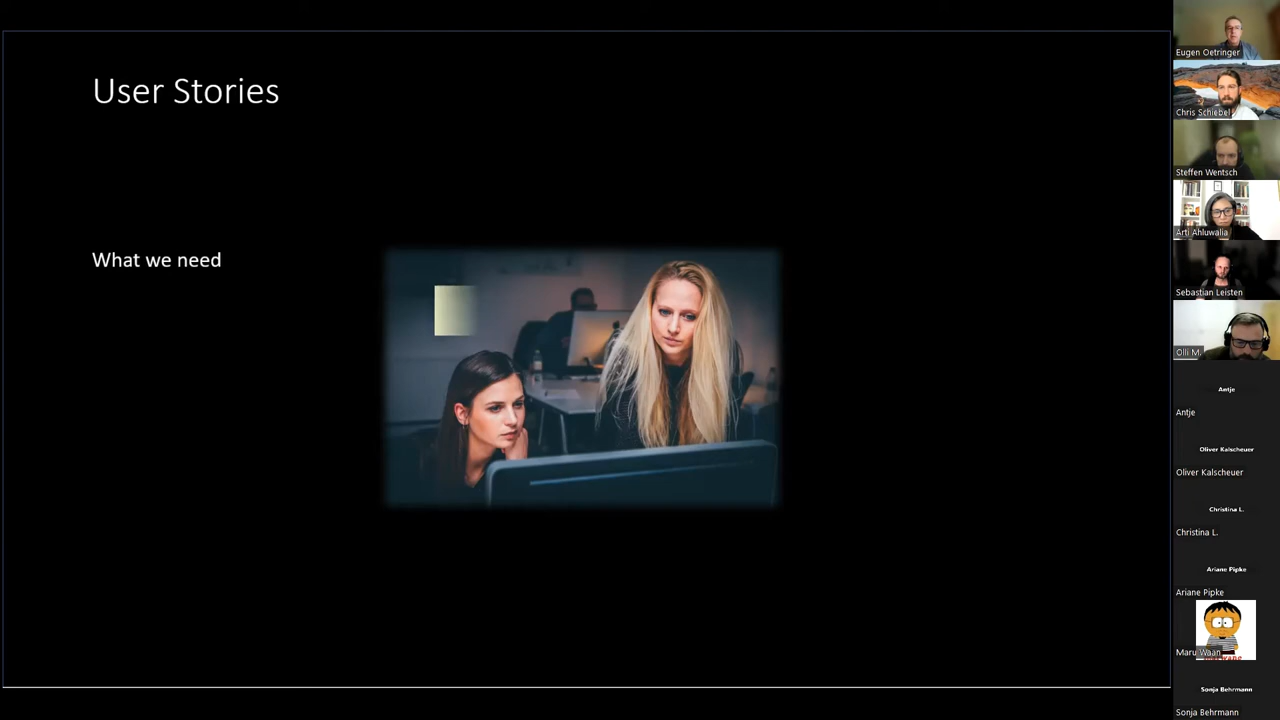 User Stories
What we need
Eugen Oetringer
Chris Schiebel
Steffen Wentsch
Arti Ahluwalia
Sebastian Leisten
Olli M.
Antje
Antje
Oliver Kalscheuer
Oliver Kalscheuer
Christina L.
Christina L.
Ariane Pipke
Ariane Pipke
Maru Waan
Sonja Behrmann
Sonja Behrmann